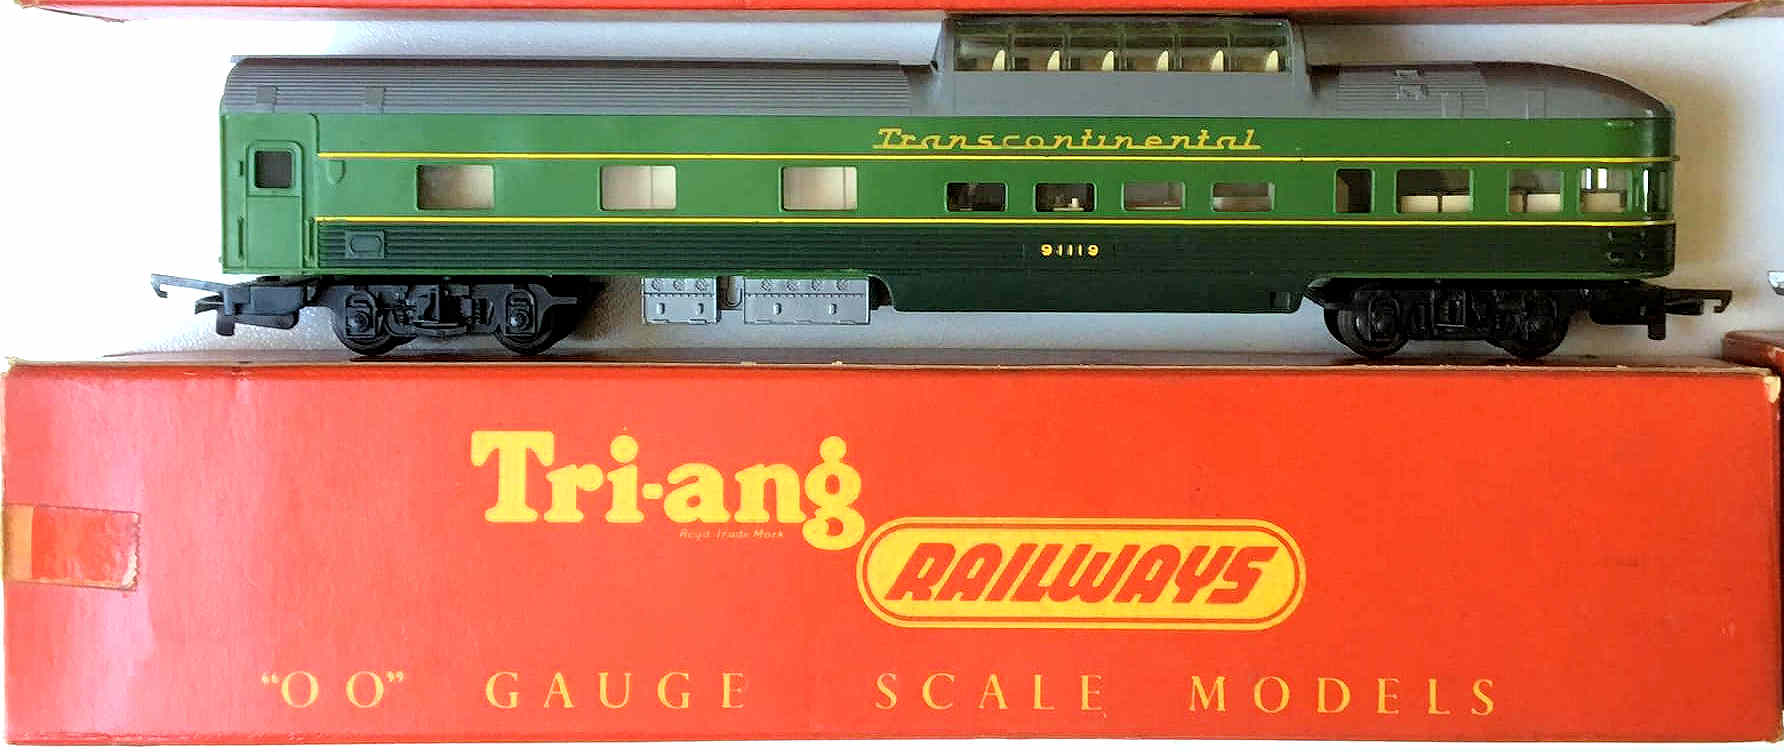 Transcontinental
91119
Tri-ang
Regd. Trade Mark
RAILWAYS
“OO” GAUGE SCALE MODELS